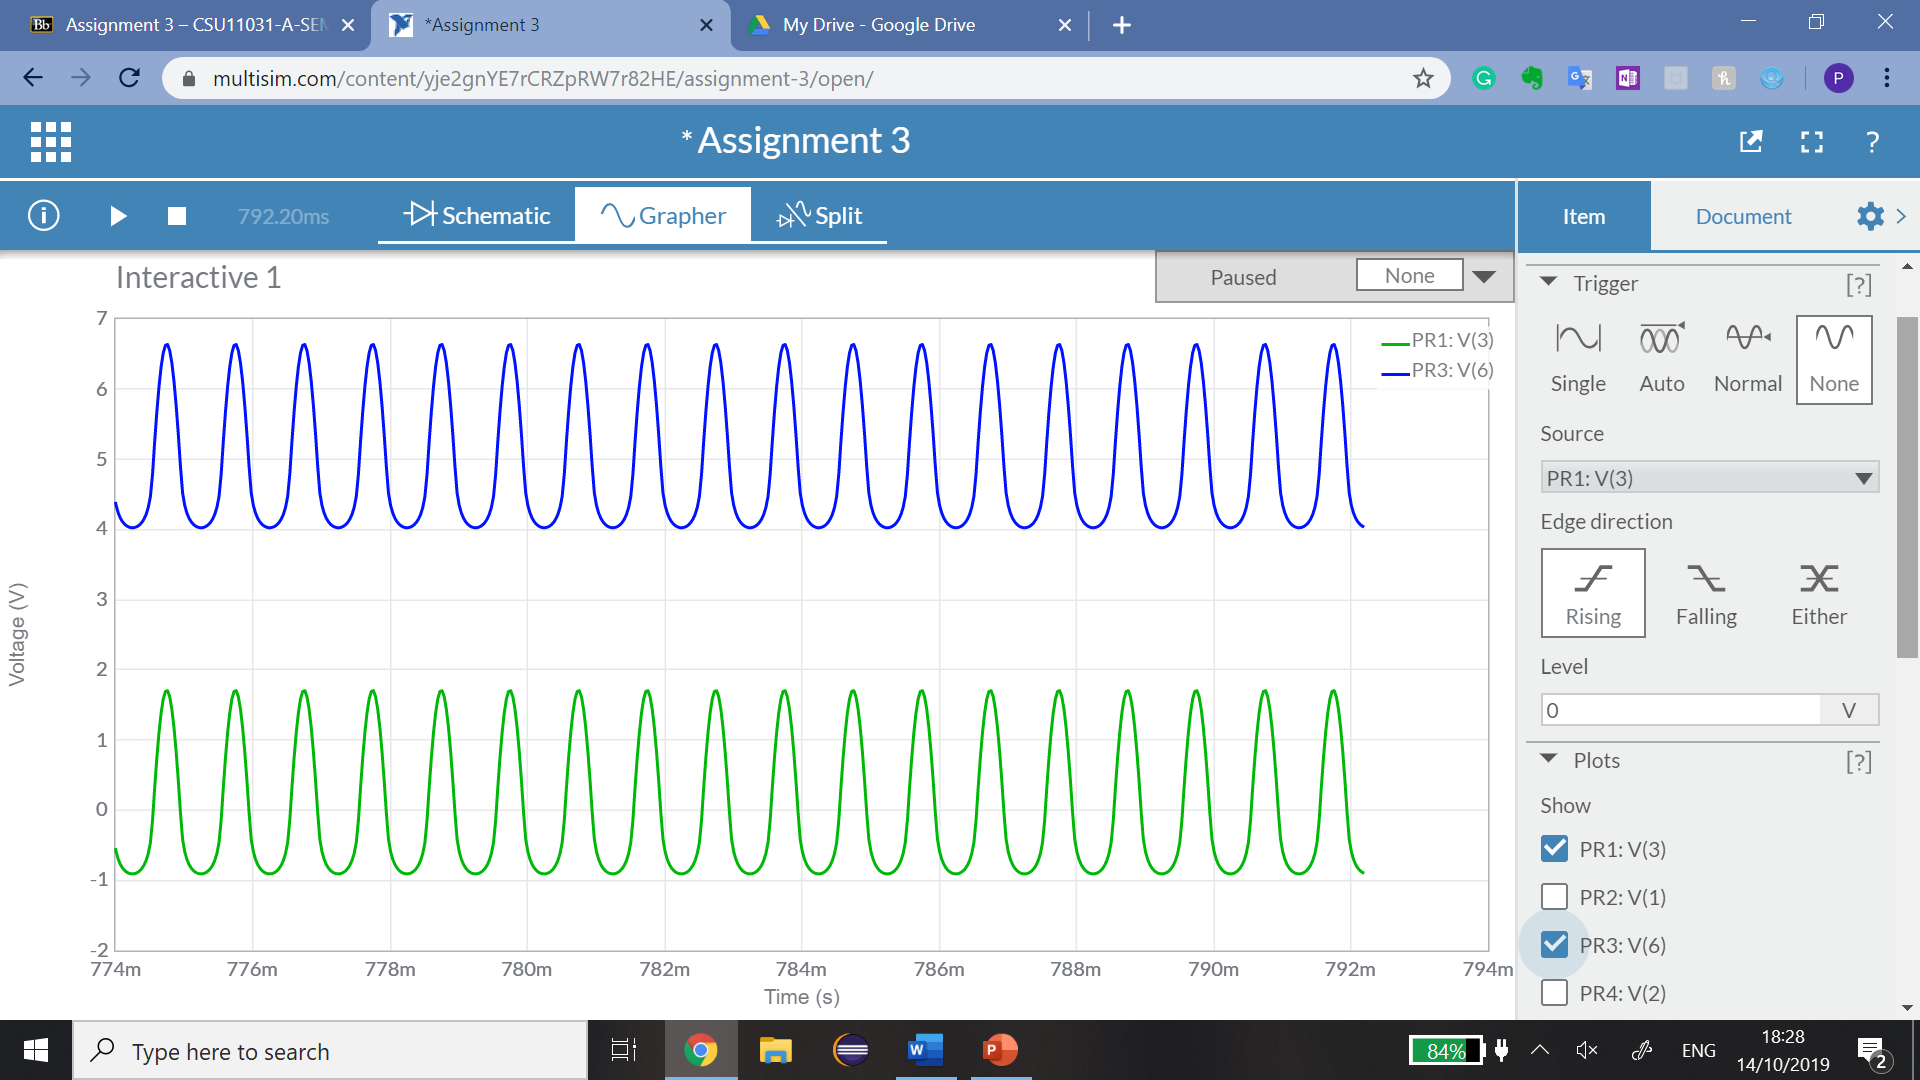 Bb Assignment 3 – CSU11031-A-SEM
*Assignment 3
My Drive - Google Drive
multisim.com/content/yje2gnYE7rCRZpRW7r82HE/assignment-3/open/
P
* Assignment 3
?
792.20ms
Schematic
Grapher
Split
Item
Document
Interactive 1
Paused
None
PR1: V(3)
PR3: V(6)
7
6
5
4
3
2
1
0
-1
-2
Voltage (V)
774m 776m 778m 780m 782m 784m 786m 788m 790m 792m 794m
Time (s)
Trigger [?]
Single Auto Normal None
Source
PR1: V(3)
Edge direction
Rising Falling Either
Level
0 V
Plots [?]
Show
PR1: V(3)
PR2: V(1)
PR3: V(6)
PR4: V(2)
Type here to search
84%
ENG
18:28
14/10/2019
2